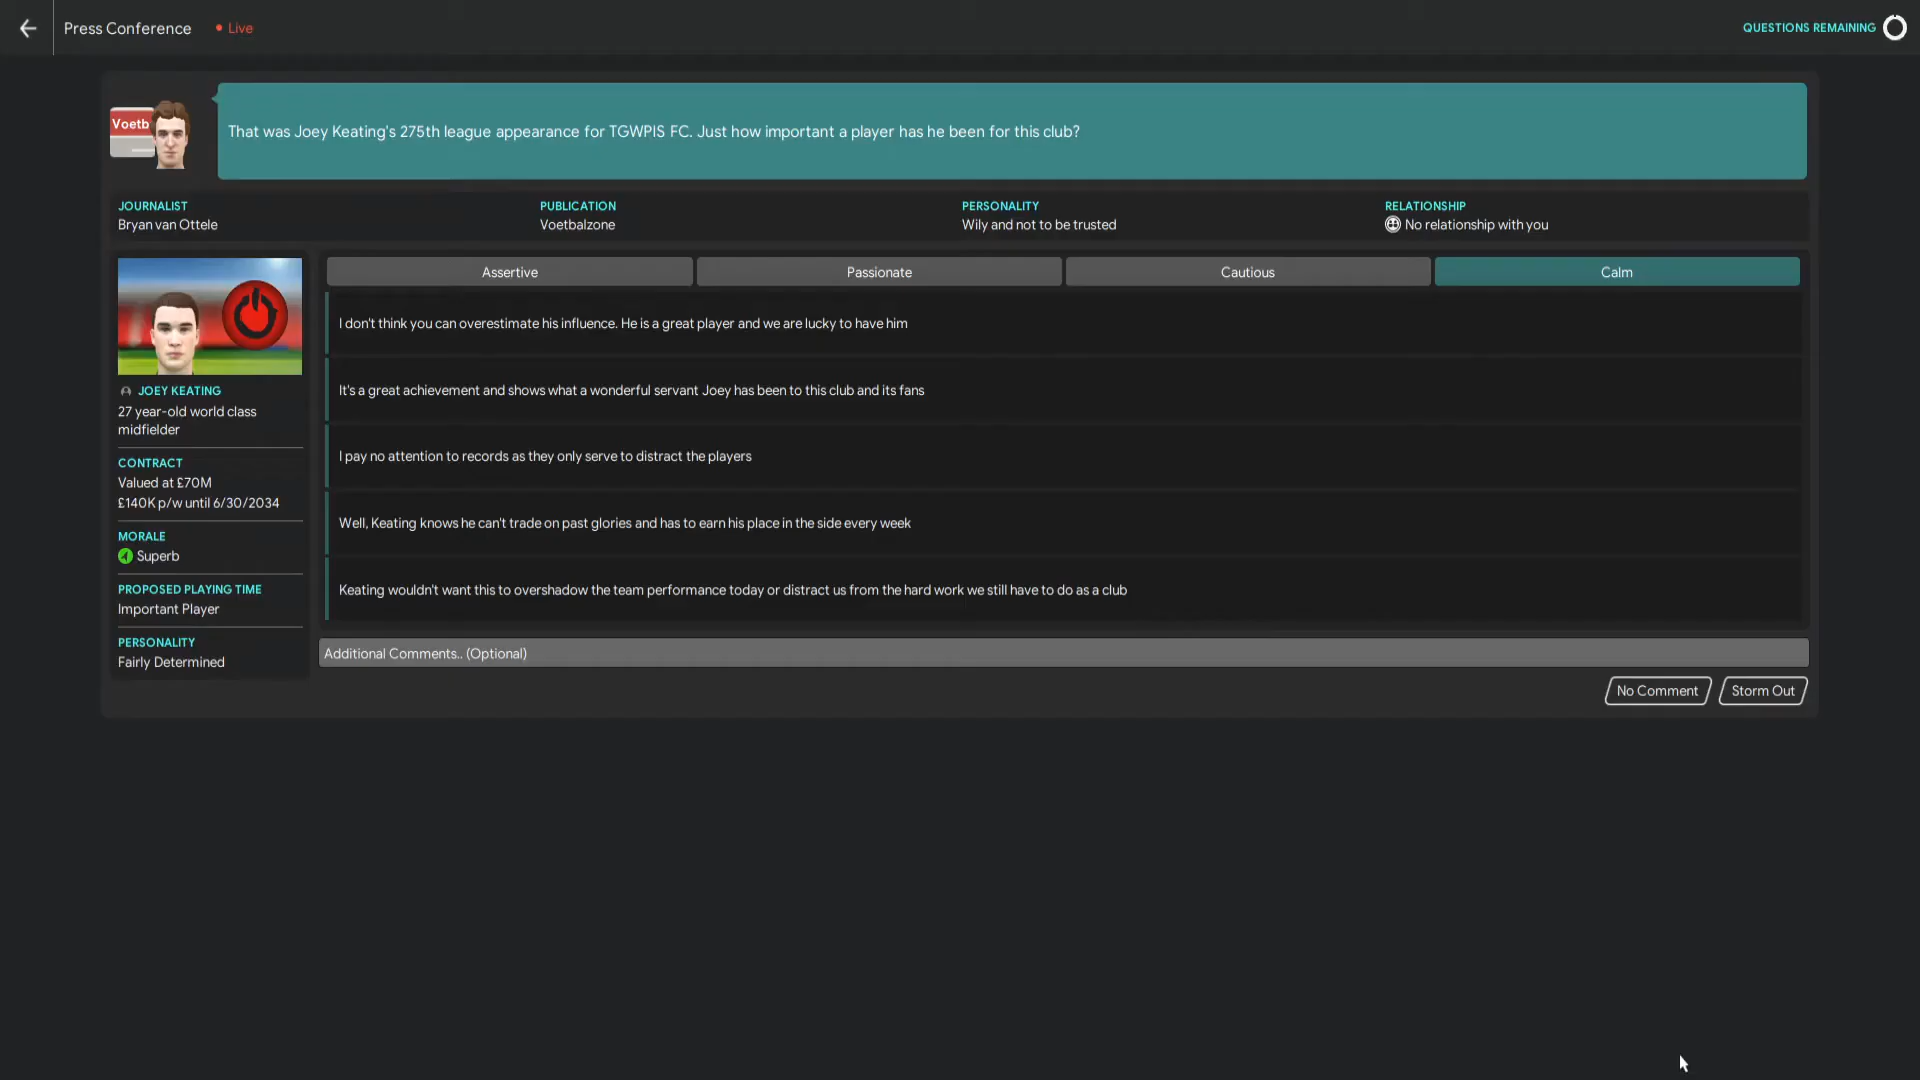 Press Conference
Live
QUESTIONS REMAINING
Voetb
That was Joey Keating's 275th league appearance for TGWPIS FC. Just how important a player has he been for this club?
JOURNALIST
Bryan van Ottele
PUBLICATION
Voetbalzone
PERSONALITY
Wily and not to be trusted
RELATIONSHIP
No relationship with you
JOEY KEATING
27 year-old world class
midfielder
CONTRACT
Valued at £70M
£140K p/w until 6/30/2034
MORALE
Superb
PROPOSED PLAYING TIME
Important Player
PERSONALITY
Fairly Determined
Assertive
Passionate
Cautious
Calm
I don't think you can overestimate his influence. He is a great player and we are lucky to have him
It's a great achievement and shows what a wonderful servant Joey has been to this club and its fans
I pay no attention to records as they only serve to distract the players
Well, Keating knows he can't trade on past glories and has to earn his place in the side every week
Keating wouldn't want this to overshadow the team performance today or distract us from the hard work we still have to do as a club
Additional Comments.. (Optional)
No Comment
Storm Out